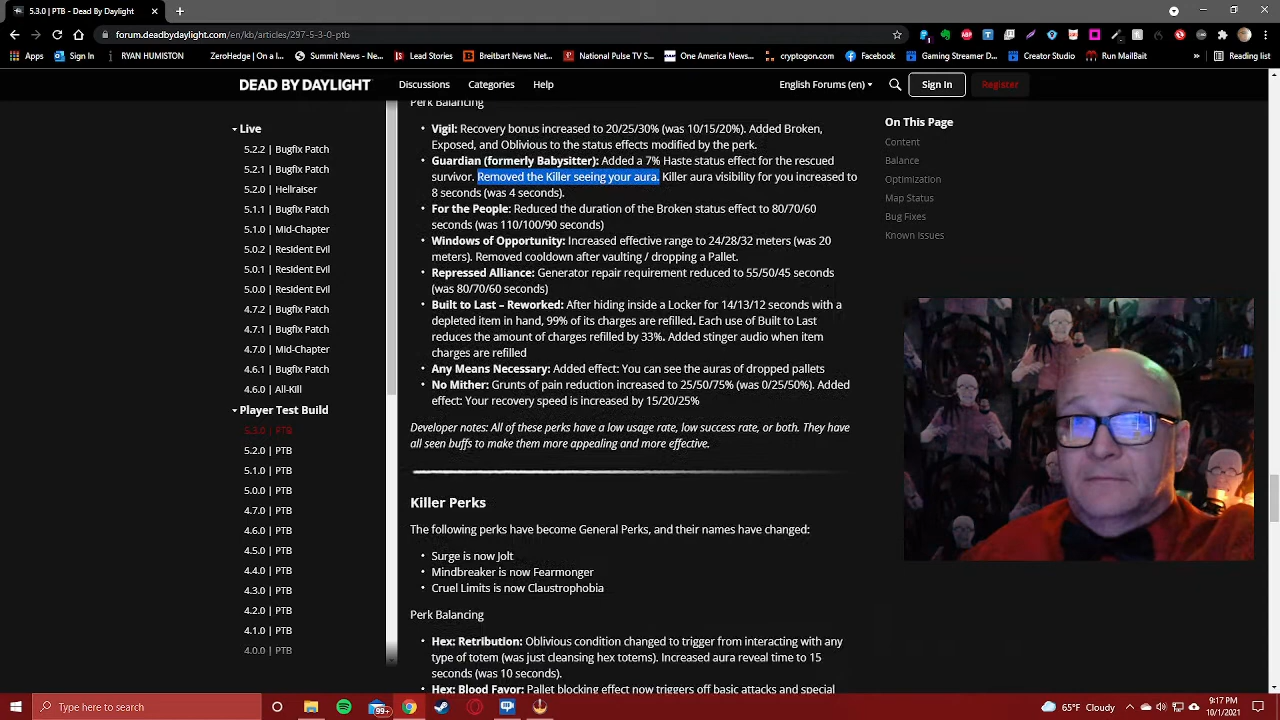 5.3.0 | PTB - Dead By Daylight
forum.deadbydaylight.com/en/kb/articles/297-5-3-0-ptb
Apps
Sign In
RYAN HUMISTON
ZeroHedge | On a lon...
Summit News – Ne...
Lead Stories
Breitbart News Net...
National Pulse | T S...
One America News...
cryptogon.com
Facebook
Gaming Streamer D...
Creator Studio
Run MailBait
»
Reading list
DEAD BY DAYLIGHT
Discussions
Categories
Help
English Forums (en)
Sign In
Register
Live
5.2.2 | Bugfix Patch
5.2.1 | Bugfix Patch
5.2.0 | Hellraiser
5.1.1 | Bugfix Patch
5.1.0 | Mid-Chapter
5.0.2 | Resident Evil
5.0.1 | Resident Evil
5.0.0 | Resident Evil
4.7.2 | Bugfix Patch
4.7.1 | Bugfix Patch
4.7.0 | Mid-Chapter
4.6.1 | Bugfix Patch
4.6.0 | All-Kill
Player Test Build
5.3.0 | PTB
5.2.0 | PTB
5.1.0 | PTB
5.0.0 | PTB
4.7.0 | PTB
4.6.0 | PTB
4.5.0 | PTB
4.4.0 | PTB
4.3.0 | PTB
4.2.0 | PTB
4.1.0 | PTB
4.0.0 | PTB
Perk Balancing
• Vigil: Recovery bonus increased to 20/25/30% (was 10/15/20%). Added Broken,
Exposed, and Oblivious to the status effects modified by the perk.
• Guardian (formerly Babysitter): Added a 7% Haste status effect for the rescued
survivor. Removed the Killer seeing your aura. Killer aura visibility for you increased to
8 seconds (was 4 seconds).
• For the People: Reduced the duration of the Broken status effect to 80/70/60
seconds (was 110/100/90 seconds)
• Windows of Opportunity: Increased effective range to 24/28/32 meters (was 20
meters). Removed cooldown after vaulting / dropping a Pallet.
• Repressed Alliance: Generator repair requirement reduced to 55/50/45 seconds
(was 80/70/60 seconds)
• Built to Last – Reworked: After hiding inside a Locker for 14/13/12 seconds with a
depleted item in hand, 99% of its charges are refilled. Each use of Built to Last
reduces the amount of charges refilled by 33%. Added stinger audio when item
charges are refilled
• Any Means Necessary: Added effect: You can see the auras of dropped pallets
• No Mither: Grunts of pain reduction increased to 25/50/75% (was 0/25/50%). Added
effect: Your recovery speed is increased by 15/20/25%
Developer notes: All of these perks have a low usage rate, low success rate, or both. They have
all seen buffs to make them more appealing and more effective.
Killer Perks
The following perks have become General Perks, and their names have changed:
• Surge is now Jolt
• Mindbreaker is now Fearmonger
• Cruel Limits is now Claustrophobia
Perk Balancing
• Hex: Retribution: Oblivious condition changed to trigger from interacting with any
type of totem (was just cleansing hex totems). Increased aura reveal time to 15
seconds (was 10 seconds).
• Hex: Blood Favor: Pallet blocking effect now triggers off basic attacks and special
On This Page
Content
Balance
Optimization
Map Status
Bug Fixes
Known Issues
Type here to search
99+
65°F Cloudy
9:17 PM
10/1/2021